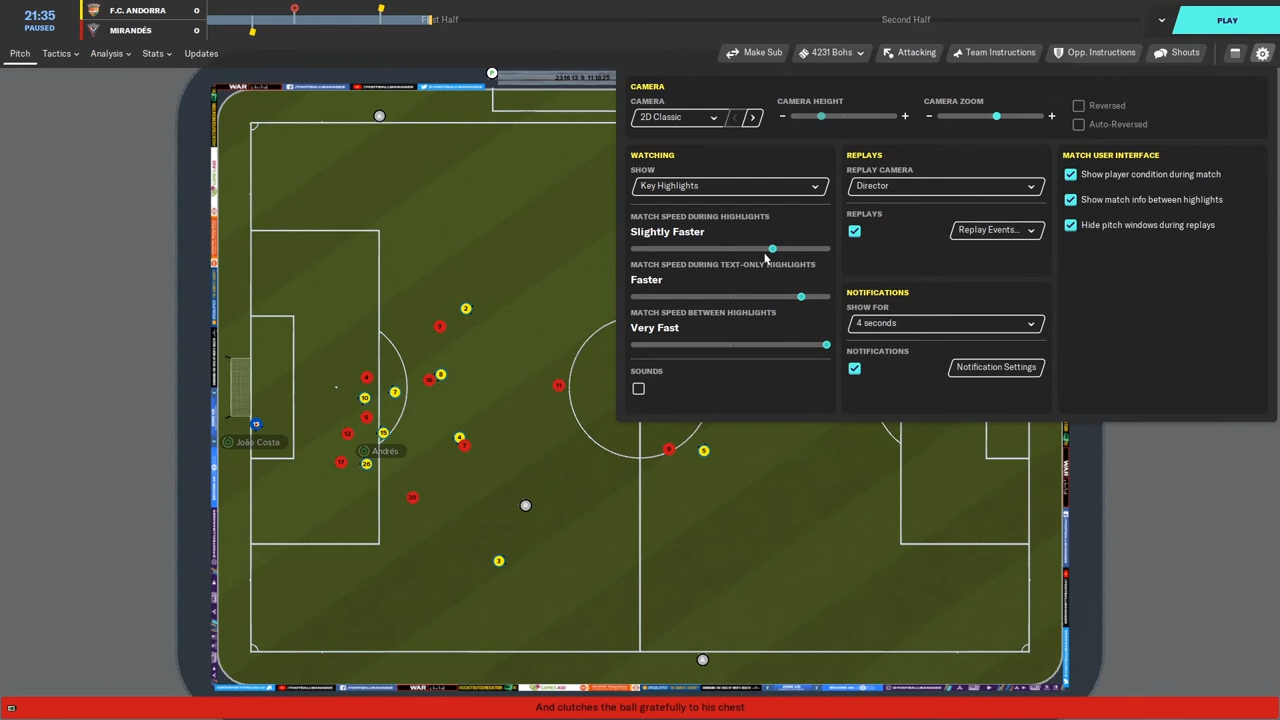 21:35
PAUSED
F.C. ANDORRA 0
MIRANDÉS 0
First Half
Second Half
PLAY
Pitch
Tactics
Analysis
Stats
Updates
Make Sub
4231 Bohs
Attacking
Team Instructions
Opp. Instructions
Shouts
CAMERA
CAMERA
2D Classic
CAMERA HEIGHT
CAMERA ZOOM
Reversed
Auto-Reversed
WATCHING
SHOW
Key Highlights
MATCH SPEED DURING HIGHLIGHTS
Slightly Faster
MATCH SPEED DURING TEXT-ONLY HIGHLIGHTS
Faster
MATCH SPEED BETWEEN HIGHLIGHTS
Very Fast
SOUNDS
REPLAYS
REPLAY CAMERA
Director
REPLAYS
Replay Events...
NOTIFICATIONS
SHOW FOR
4 seconds
NOTIFICATIONS
Notification Settings
MATCH USER INTERFACE
Show player condition during match
Show match info between highlights
Hide pitch windows during replays
João Costa
Andrés
And clutches the ball gratefully to his chest